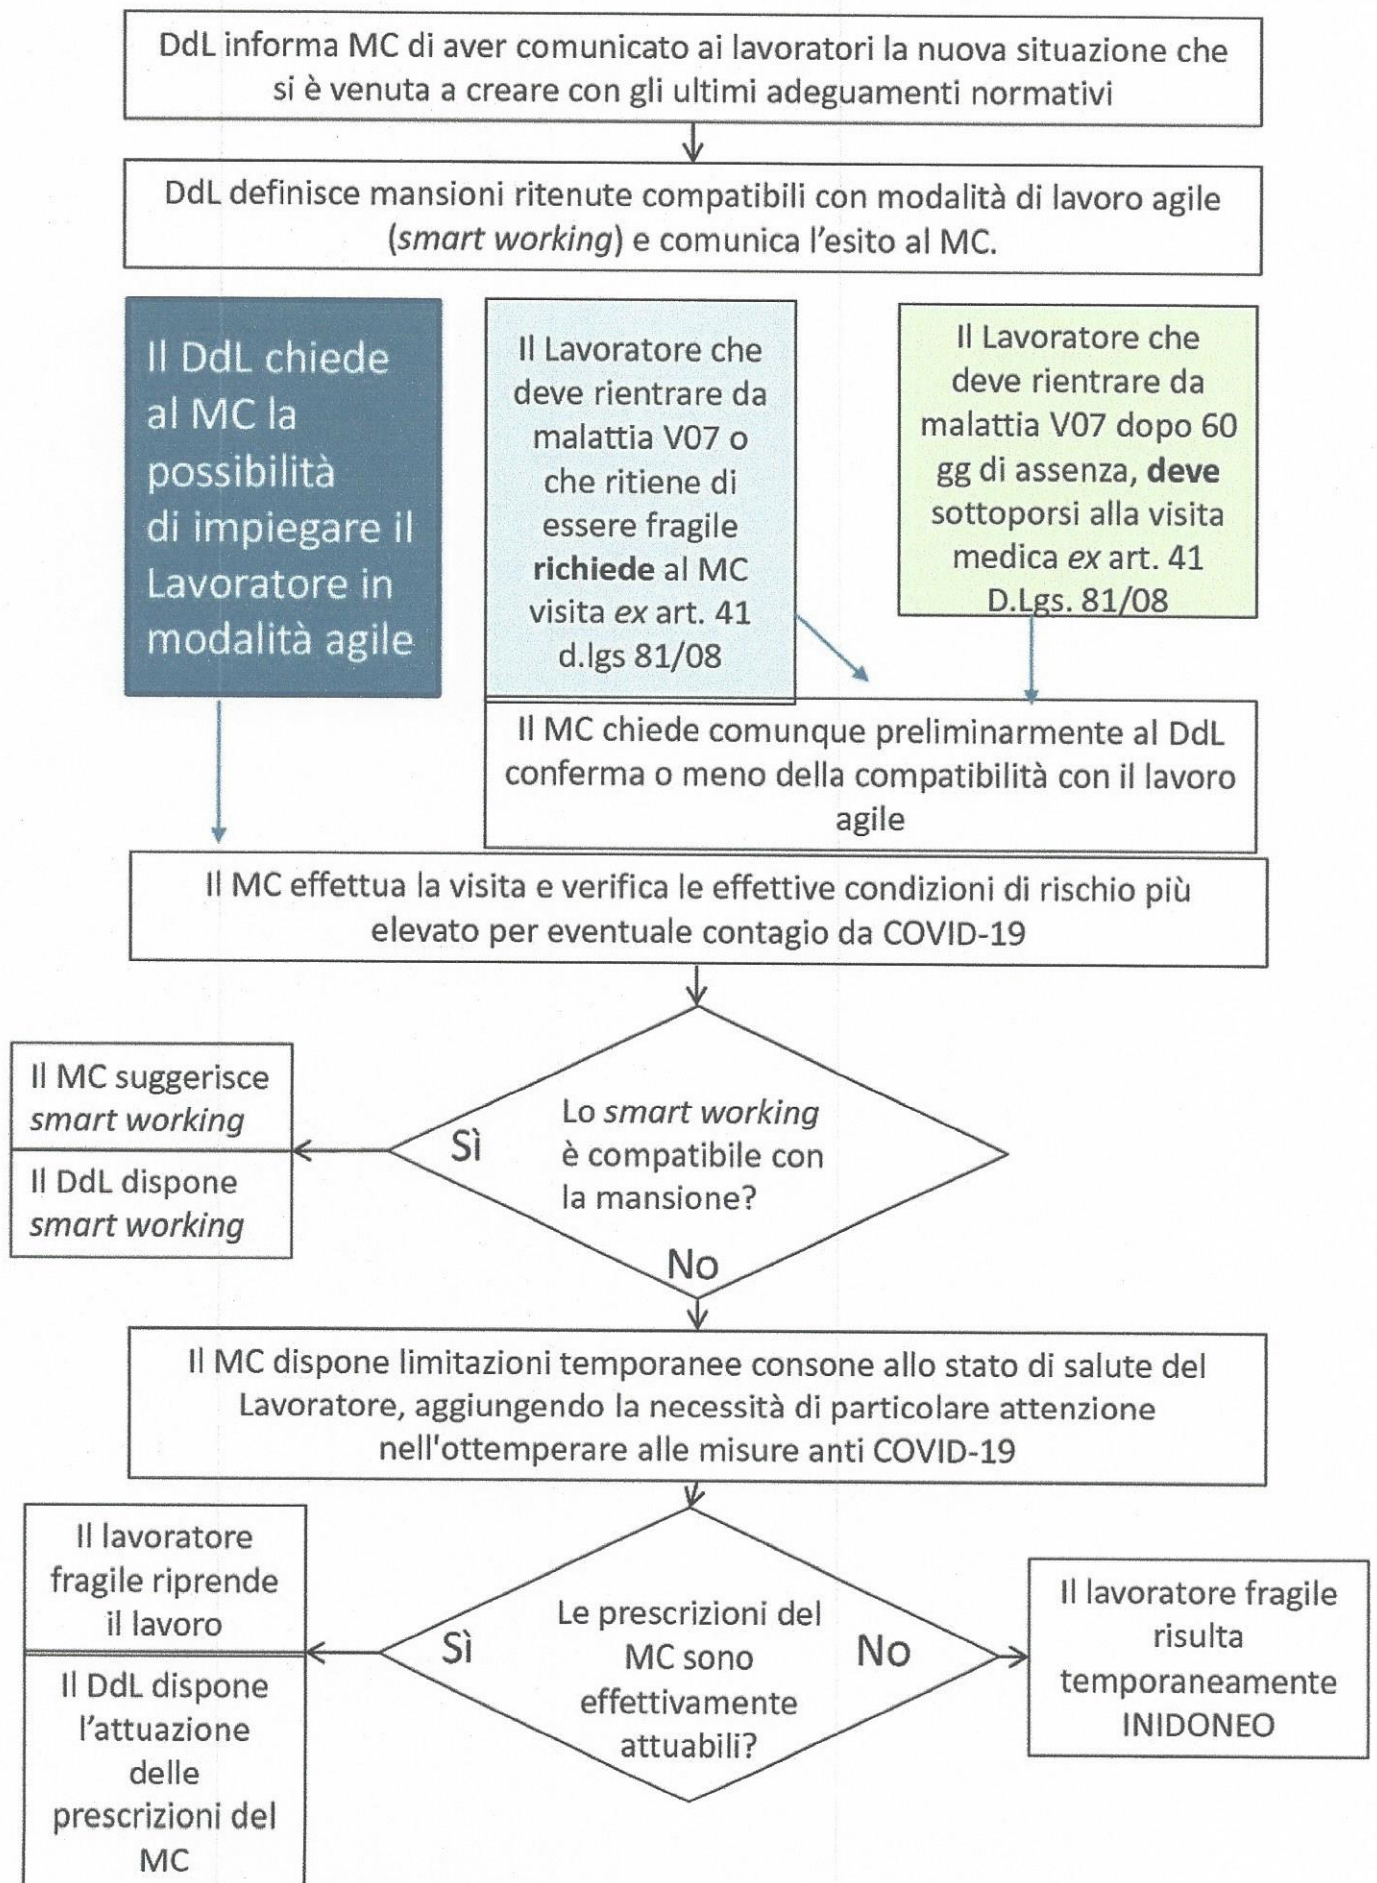 DdL informa MC di aver comunicato ai lavoratori la nuova situazione che
si è venuta a creare con gli ultimi adeguamenti normativi
DdL definisce mansioni ritenute compatibili con modalità di lavoro agile
(smart working) e comunica l'esito al MC.
Il DdL chiede
al MC la
possibilità
di impiegare il
Lavoratore in
modalità agile
Il Lavoratore che
deve rientrare da
malattia V07 o
che ritiene di
essere fragile
richiede al MC
visita ex art. 41
d.lgs 81/08
Il Lavoratore che
deve rientrare da
malattia V07 dopo 60
gg di assenza, deve
sottoporsi alla visita
medica ex art. 41
D.Lgs. 81/08
Il MC chiede comunque preliminarmente al DdL
conferma o meno della compatibilità con il lavoro
agile
Il MC effettua la visita e verifica le effettive condizioni di rischio più
elevato per eventuale contagio da COVID-19
Il MC suggerisce
smart working
Il DdL dispone
smart working
Sì
Lo smart working
è compatibile con
la mansione?
No
Il MC dispone limitazioni temporanee consone allo stato di salute del
Lavoratore, aggiungendo la necessità di particolare attenzione
nell'ottemperare alle misure anti COVID-19
Il lavoratore
fragile riprende
il lavoro
Il DdL dispone
l'attuazione
delle
prescrizioni del
MC
Sì
Le prescrizioni del
MC sono
effettivamente
attuabili?
No
Il lavoratore fragile
risulta
temporaneamente
INIDONEO